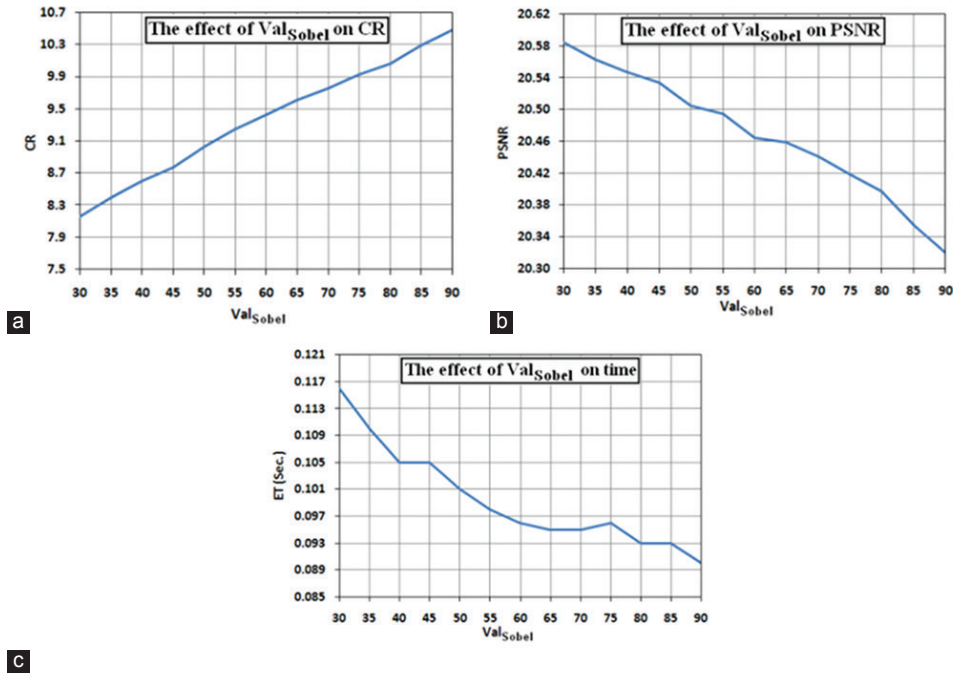 The effect of ValSobel on CR
10.7
10.3
9.9
9.5
9.1
8.7
8.3
7.9
7.5
CR
30 35 40 45 50 55 60 65 70 75 80 85 90
ValSobel
a
The effect of ValSobel on PSNR
20.62
20.58
20.54
20.50
20.46
20.42
20.38
20.34
20.30
PSNR
30 35 40 45 50 55 60 65 70 75 80 85 90
ValSobel
b
The effect of ValSobel on time
0.121
0.117
0.113
0.109
0.105
0.101
0.097
0.093
0.089
0.085
ET (Sec.)
30 35 40 45 50 55 60 65 70 75 80 85 90
ValSobel
c